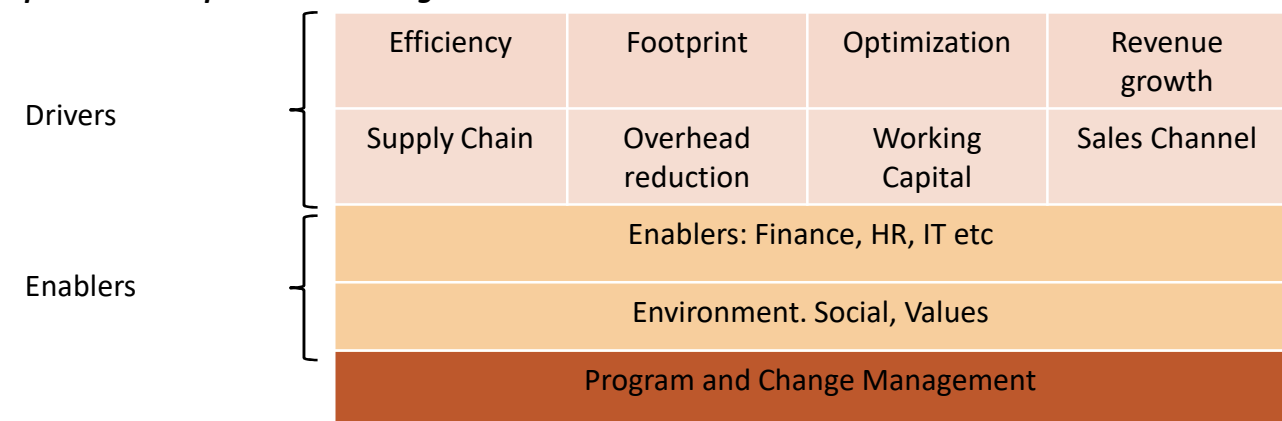 Efficiency
Footprint
Optimization
Revenue
growth
Drivers
Supply Chain
Overhead
reduction
Working
Capital
Sales Channel
Enablers: Finance, HR, IT etc
Enablers
Environment. Social, Values
Program and Change Management